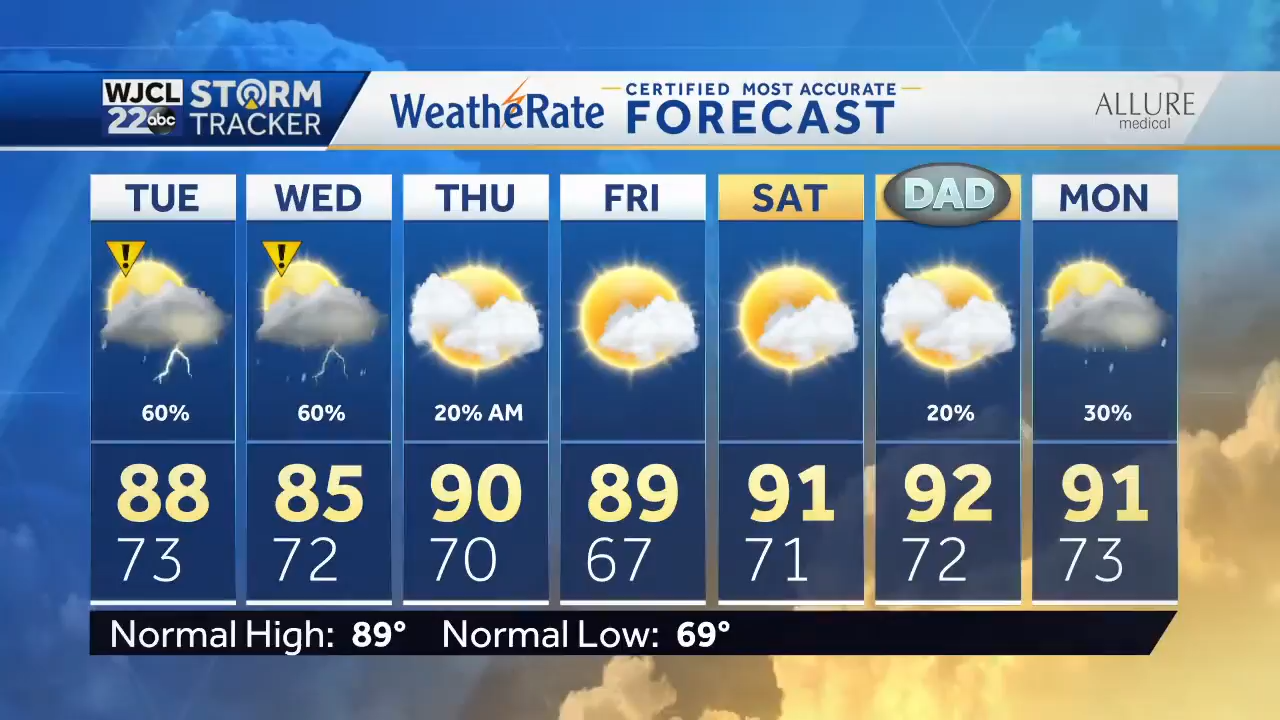 WJCL
22 abc
STORM
TRACKER
WeatheRate
CERTIFIED MOST ACCURATE
FORECAST
ALLURE
medical
TUE WED THU FRI SAT DAD MON
! !
60% 60% 20% AM 20% 30%
88 85 90 89 91 92 91
73 72 70 67 71 72 73
Normal High: 89° Normal Low: 69°